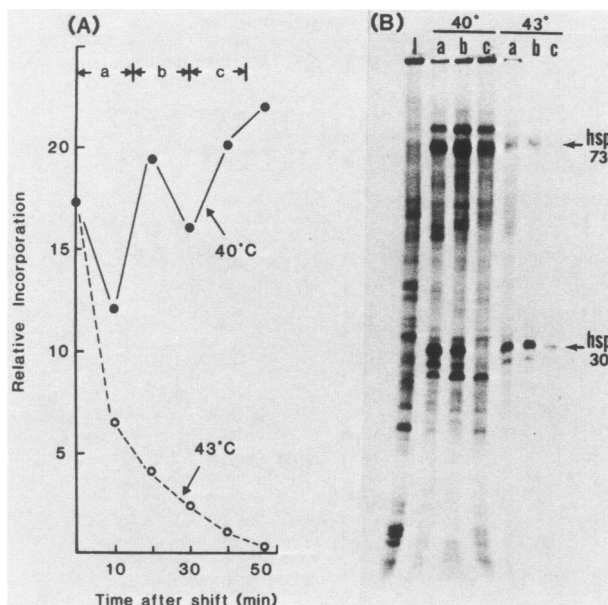 (A)
a b c
20
15
10
5
40°C
43°C
10 30 50
Relative Incorporation
Time after shift (min)
(B)
40° 43°
I a b c a b c
hsp
73
hsp
30